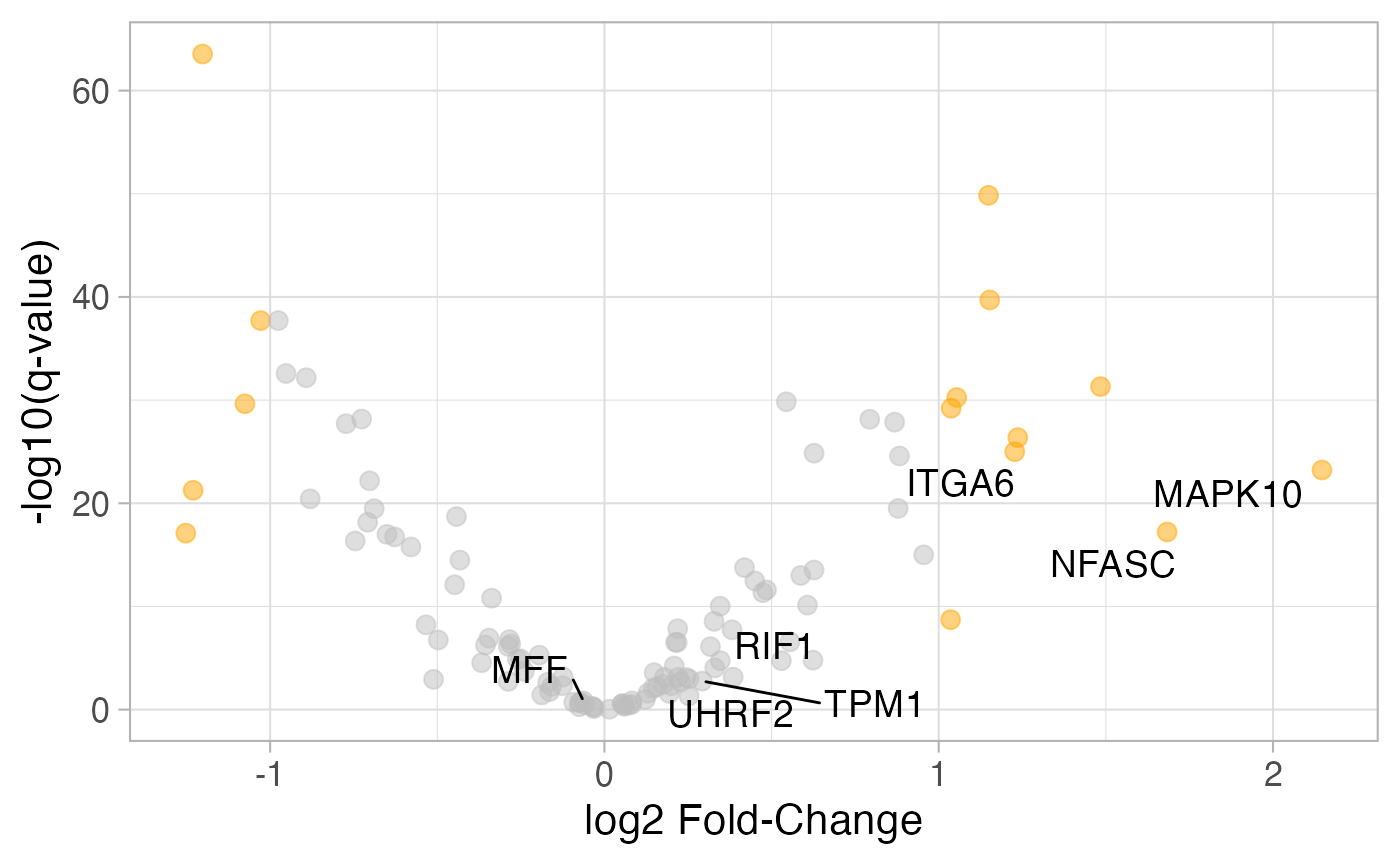 -log10(q-value)
60
40
20
0
ITGA6
MAPK10
NFASC
RIF1
MFF
TPM1
UHRF2
-1
0
1
2
log2 Fold-Change